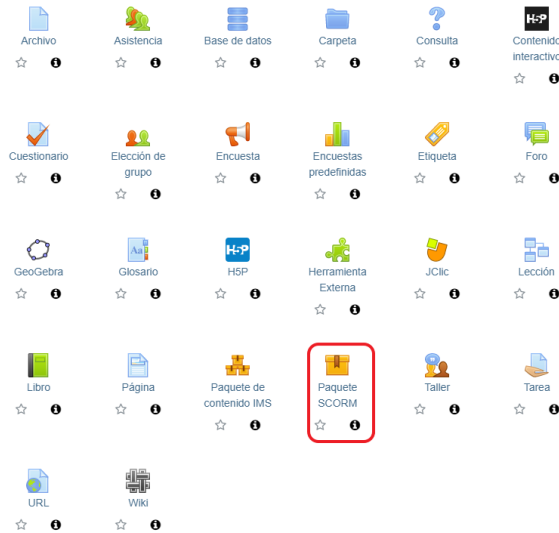 H-P
Archivo
Asistencia
Base de datos
Carpeta
Consulta
Contenido
interactivo
Cuestionario
Elección de
grupo
Encuesta
Encuestas
predefinidas
Etiqueta
Foro
Aa
H-P
GeoGebra
Glosario
H5P
Herramienta
Externa
JClic
Lección
Libro
Página
Paquete de
contenido IMS
Paquete
SCORM
Taller
Tarea
URL
Wiki